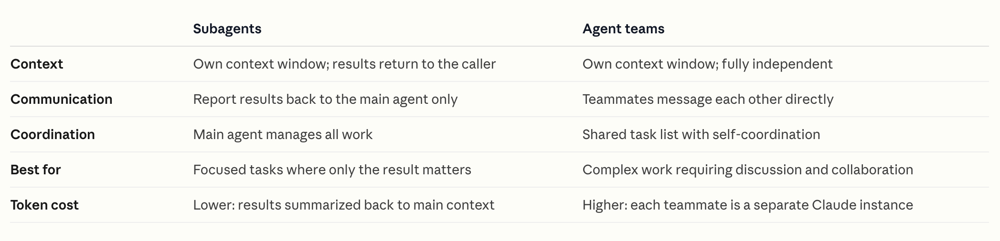 Subagents Agent teams
Context Own context window; results return to the caller Own context window; fully independent
Communication Report results back to the main agent only Teammates message each other directly
Coordination Main agent manages all work Shared task list with self-coordination
Best for Focused tasks where only the result matters Complex work requiring discussion and collaboration
Token cost Lower: results summarized back to main context Higher: each teammate is a separate Claude instance